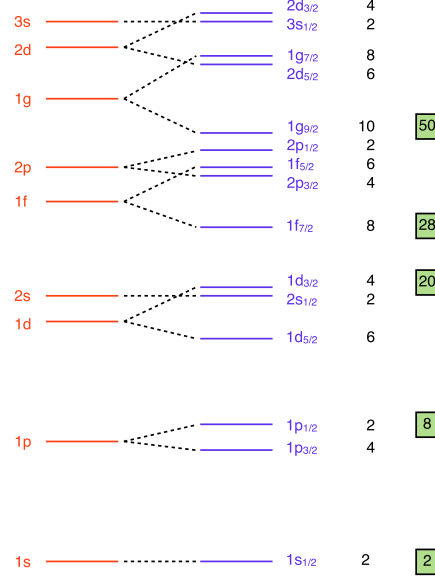 2d3/2 4
3s 3s1/2 2
2d
1g7/2 8
2d5/2 6
1g
1g9/2 10 50
2p1/2 2
2p 1f5/2 6
2p3/2 4
1f
1f7/2 8 28
1d3/2 4 20
2s 2s1/2 2
1d
1d5/2 6
1p1/2 2 8
1p
1p3/2 4
1s 1s1/2 2 2